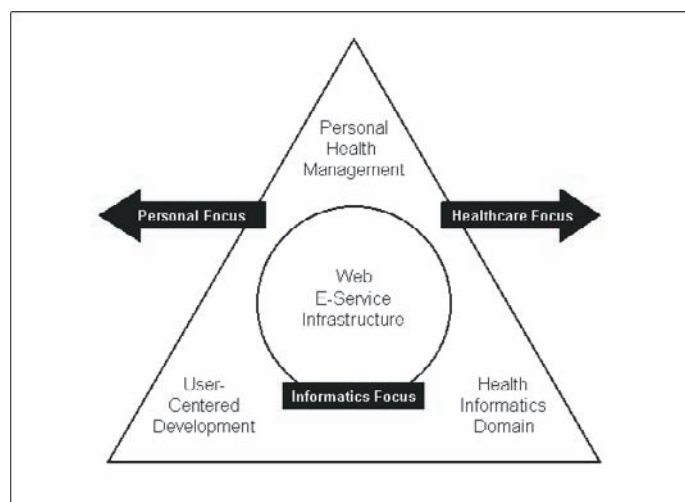 Personal
Health
Management
Personal Focus
Healthcare Focus
Web
E-Service
Infrastructure
User-
Centered
Development
Informatics Focus
Health
Informatics
Domain